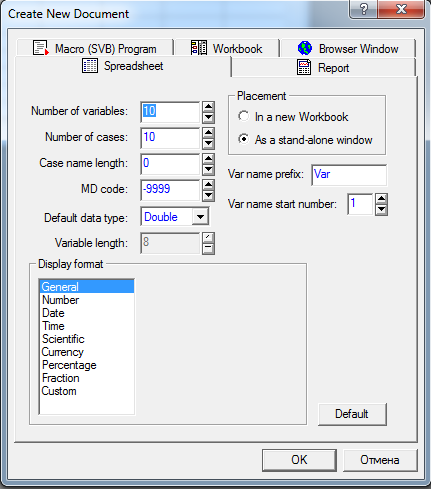 Create New Document
?
Macro (SVB) Program Workbook Browser Window
Spreadsheet Report
Number of variables: 10
Number of cases: 10
Case name length: 0
MD code: -9999
Default data type: Double
Variable length: 8
Placement
In a new Workbook
As a stand-alone window
Var name prefix: Var
Var name start number: 1
Display format
General
Number
Date
Time
Scientific
Currency
Percentage
Fraction
Custom
Default
OK Отмена